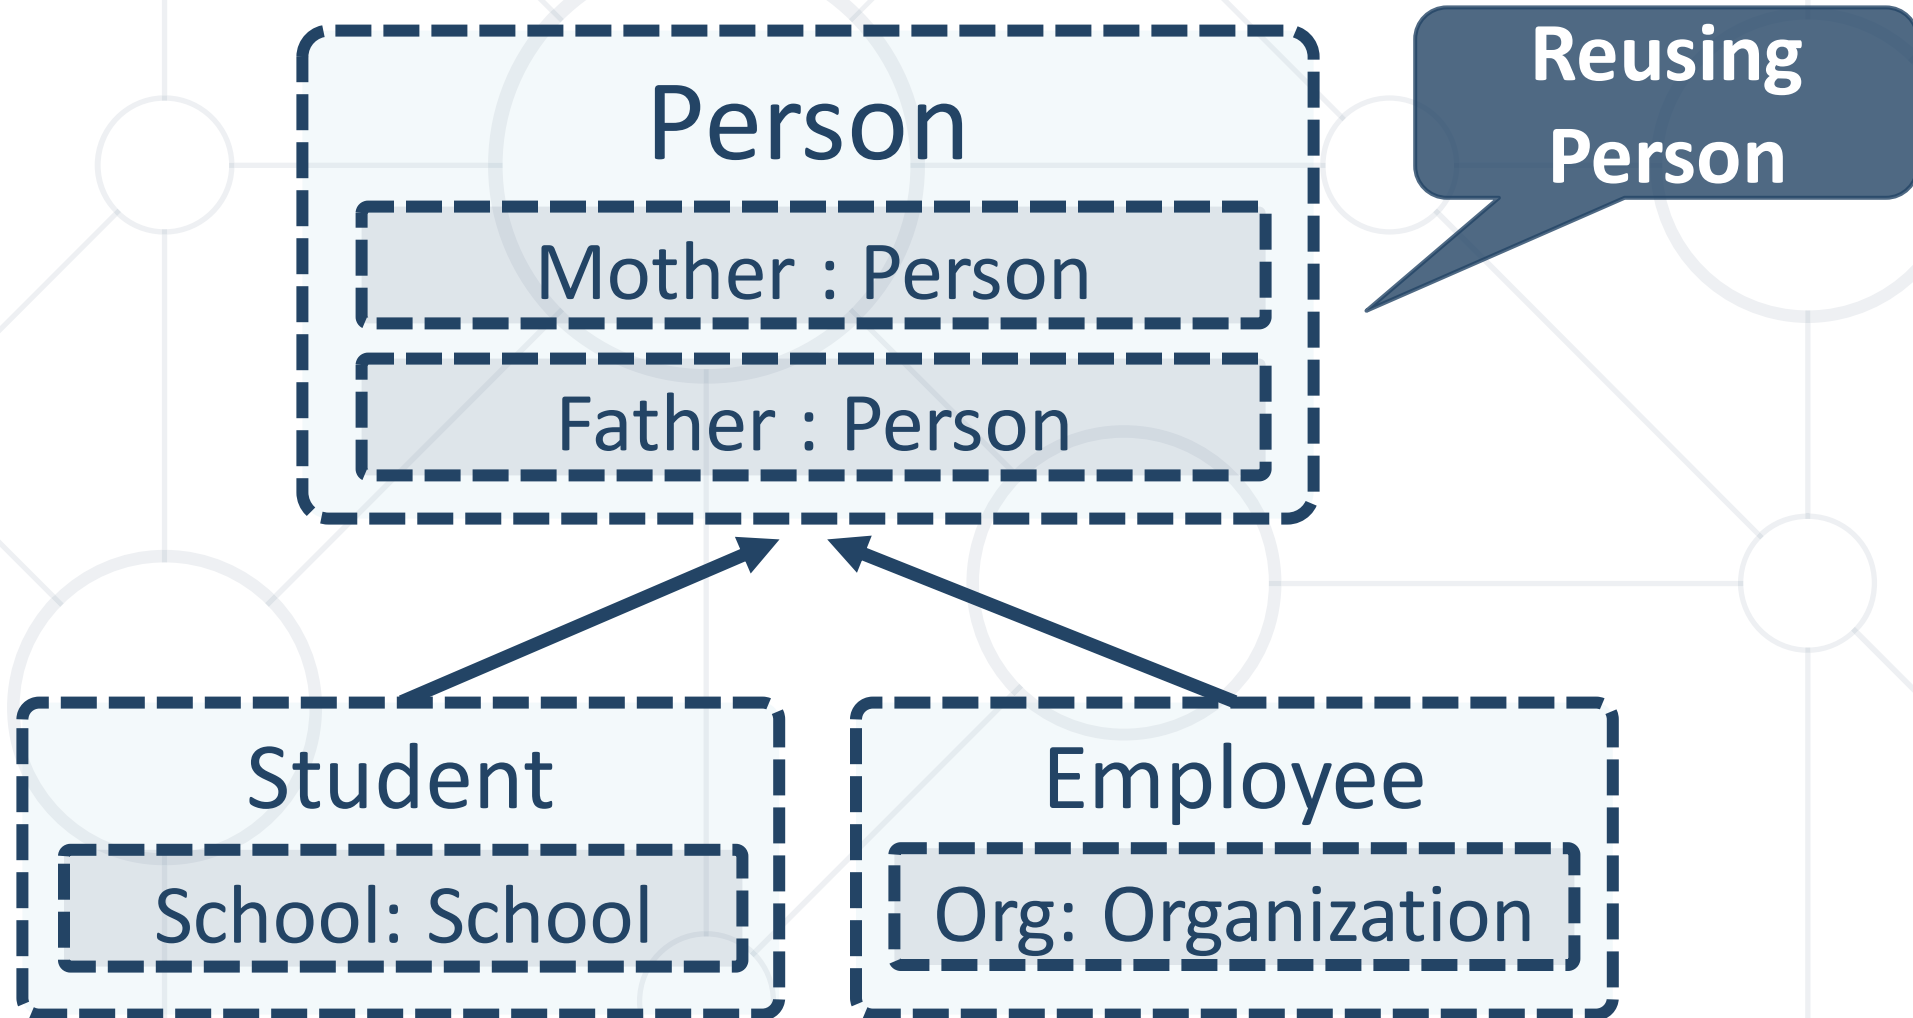 Person
Mother : Person
Father : Person
Reusing
Person
Student
School: School
Employee
Org: Organization